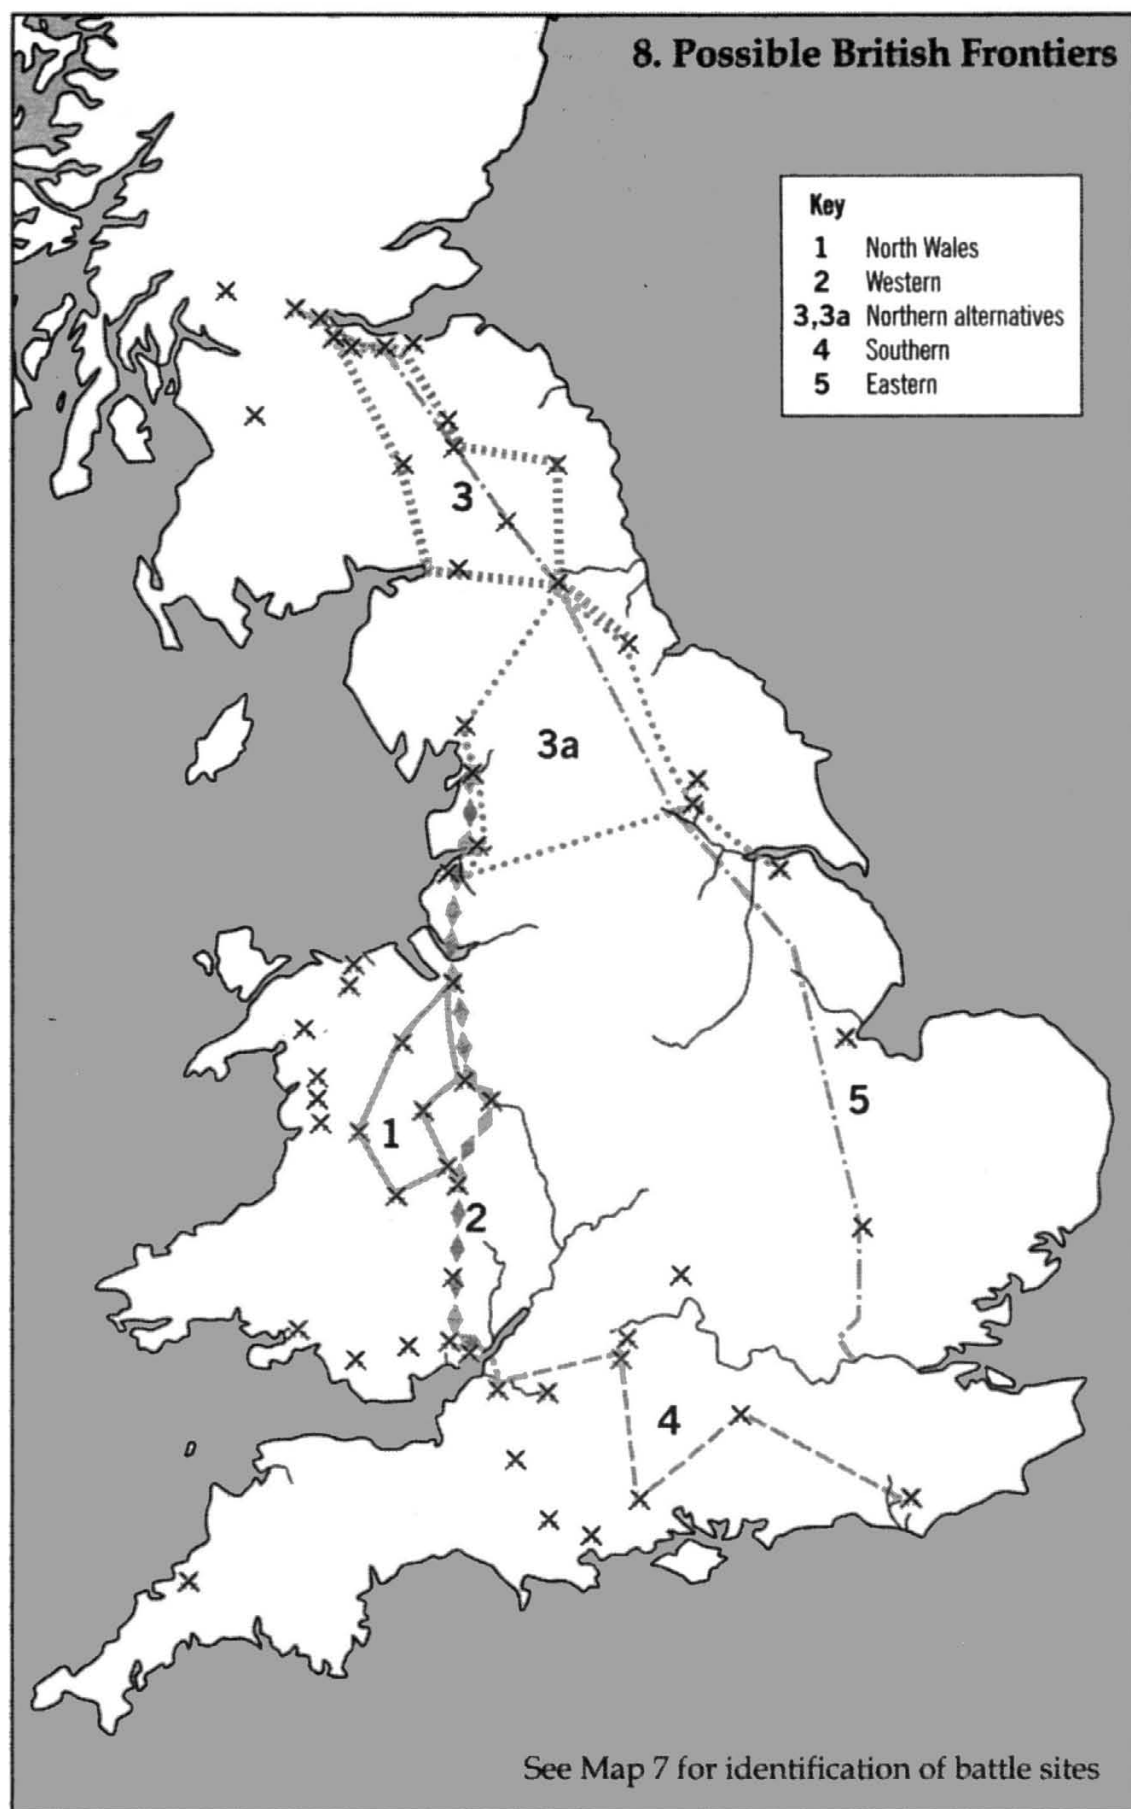 8. Possible British Frontiers
Key
1 North Wales
2 Western
3,3a Northern alternatives
4 Southern
5 Eastern
3
3a
5
1
2
4
See Map 7 for identification of battle sites